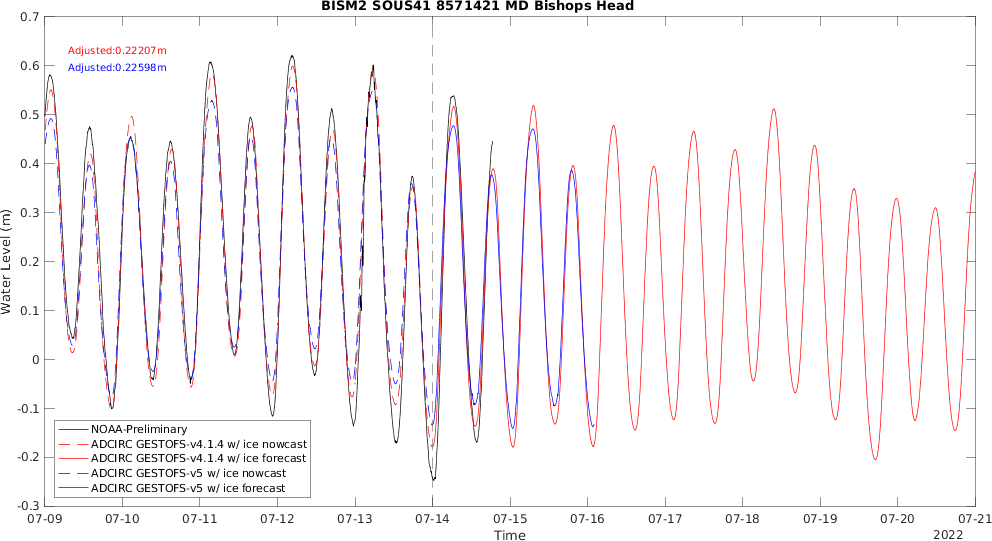 BISM2 SOUS41 8571421 MD Bishops Head
0.7
0.6
0.5
0.4
0.3
0.2
0.1
0
-0.1
-0.2
-0.3
Water Level (m)
Adjusted:0.22207m
Adjusted:0.22598m
NOAA-Preliminary
ADCIRC GESTOFS-v4.1.4 w/ ice nowcast
ADCIRC GESTOFS-v4.1.4 w/ ice forecast
ADCIRC GESTOFS-v5 w/ ice nowcast
ADCIRC GESTOFS-v5 w/ ice forecast
07-09 07-10 07-11 07-12 07-13 07-14 07-15 07-16 07-17 07-18 07-19 07-20 07-21
Time
2022